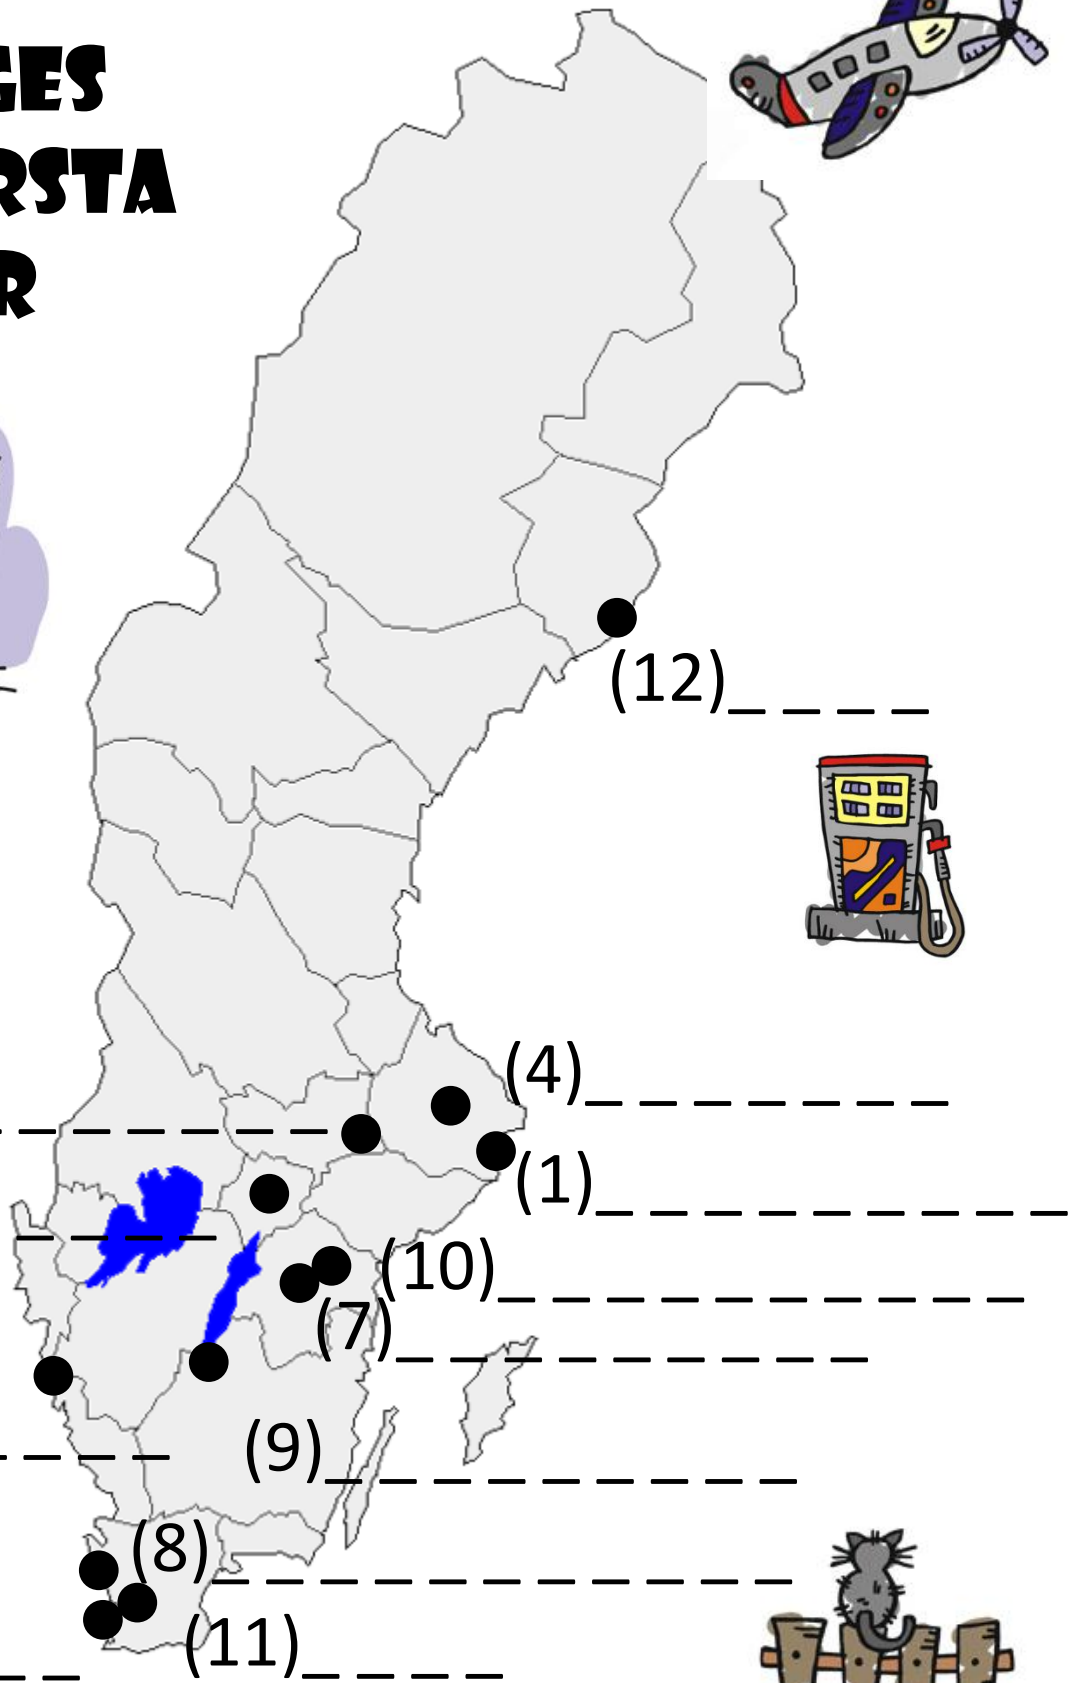 GES
RSTA
R
(12)_ _ _ _
(4)_ _ _ _ _ _ _
_ _ _ _ _ _ _
(1)_ _ _ _ _ _ _ _ _
_ _ _ _
(10)_ _ _ _ _ _ _ _ _ _
(7)_ _ _ _ _ _ _ _ _
_ _ _ _
(9)_ _ _ _ _ _ _ _ _
(8)_ _ _ _ _ _ _ _ _ _ _
(11)_ _ _ _
_ _